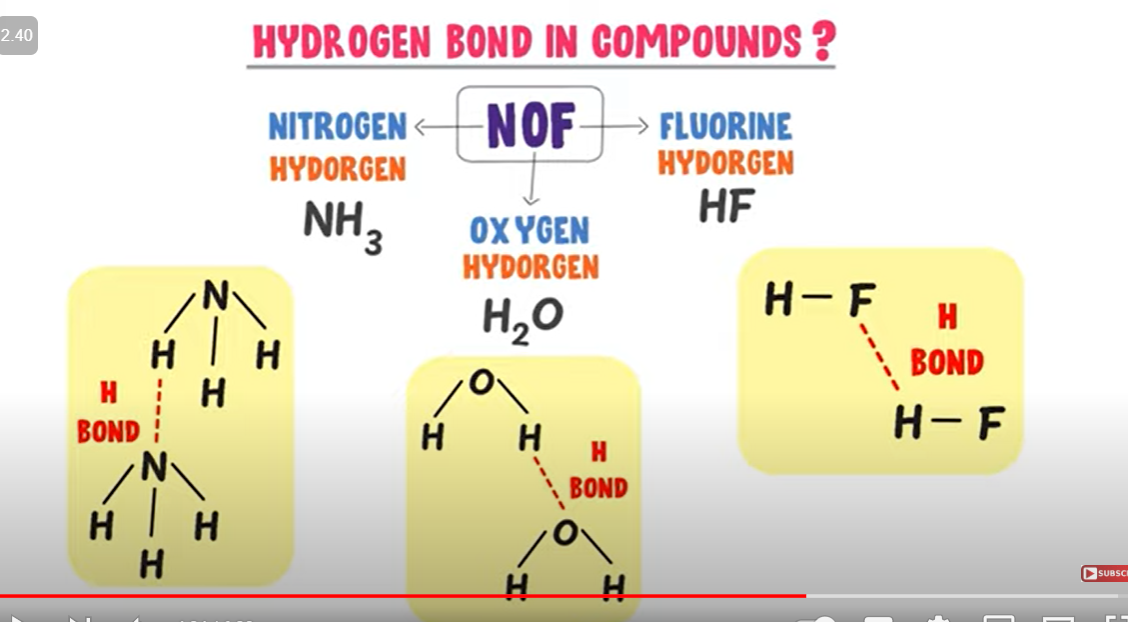 2.40
HYDROGEN BOND IN COMPOUNDS ?
NOF
NITROGEN
HYDORGEN
NH3
OXYGEN
HYDORGEN
H2O
FLUORINE
HYDORGEN
HF
N
H H
H
H
BOND
N
H H
H
O
H H
H
BOND
O
H H
H – F
H
BOND
H – F